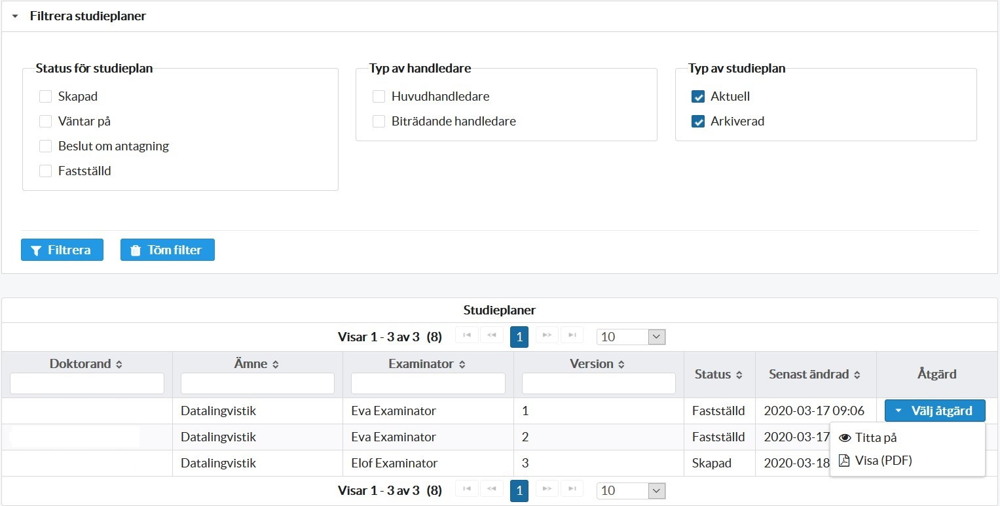 Filtrera studieplaner
Status för studieplan
Skapad
Väntar på
Beslut om antagning
Fastställd
Typ av handledare
Huvudhandledare
Biträdande handledare
Typ av studieplan
Aktuell
Arkiverad
Filtrera
Töm filter
Studieplaner
Visar 1 - 3 av 3 (8) 1 10
Doktorand Ämne Examinator Version Status Senast ändrad Åtgärd
Datalingvistik Eva Examinator 1 Fastställd 2020-03-17 09:06 Välj åtgärd
Datalingvistik Eva Examinator 2 Fastställd 2020-03-17 Titta på
Datalingvistik Elof Examinator 3 Skapad 2020-03-18 Visa (PDF)
Visar 1 - 3 av 3 (8) 1 10